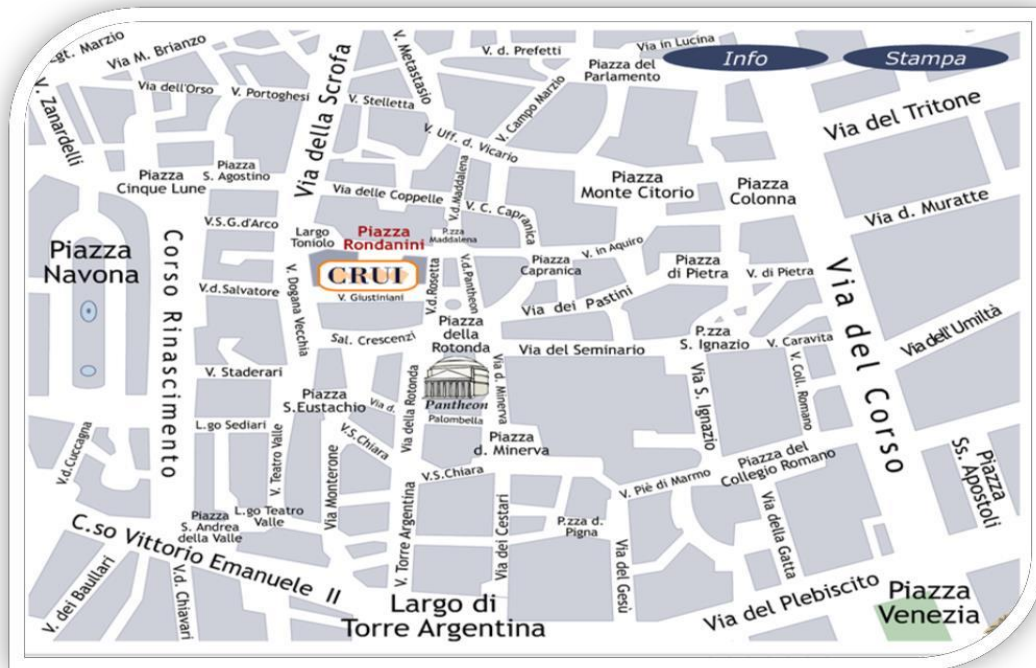 ...gt. Marzio
Via M. Brianzo
V. Zanardelli
Via dell'Orso
V. Portoghesi
Via della Scrofa
V. Stelletta
V. Metastasio
V. d. Prefetti
V. Campo Marzio
Via in Lucina
Piazza del
Parlamento
Info
Stampa
Via del Tritone
V. Uff. d. Vicario
Piazza
Cinque Lune
Piazza
S. Agostino
Via delle Coppelle
V.d.Maddalena
V. C. Capranica
Piazza
Monte Citorio
Piazza
Colonna
Via d. Muratte
Piazza
Navona
Corso Rinascimento
V.S.G.d'Arco
Largo
Toniolo
Piazza
Rondanini
P.zza
Maddalena
CRUI
V. Giustiniani
V.d.Rosetta
V.d.Pantheon
Piazza
Capranica
V. in Aquiro
Piazza
di Pietra
V. di Pietra
Via del Corso
V.d.Salvatore
V. Dogana Vecchia
Via dei Pastini
Sal. Crescenzi
Piazza
della
Rotonda
Via del Seminario
P.zza
S. Ignazio
V. Caravita
Via dell'Umiltà
V. Staderari
Piazza
S.Eustachio
Via d.
Via della Rotonda
Pantheon
Palombella
Via d. Minerva
Via S. Ignazio
V. Coll. Romano
V.d.Cuccagna
L.go Sediari
V. Teatro Valle
V.S.Chiara
Via Monterone
Piazza
d. Minerva
V.S.Chiara
V. Piè di Marmo
Piazza del
Collegio Romano
Piazza
Ss. Apostoli
C.so Vittorio Emanuele II
Piazza
S. Andrea
della Valle
L.go Teatro
Valle
V. Torre Argentina
Via dei Cestari
P.zza d.
Pigna
Via del Gesù
Via della Gatta
V. dei Baullari
V.d. Chiavari
Largo di
Torre Argentina
Via del Plebiscito
Piazza
Venezia